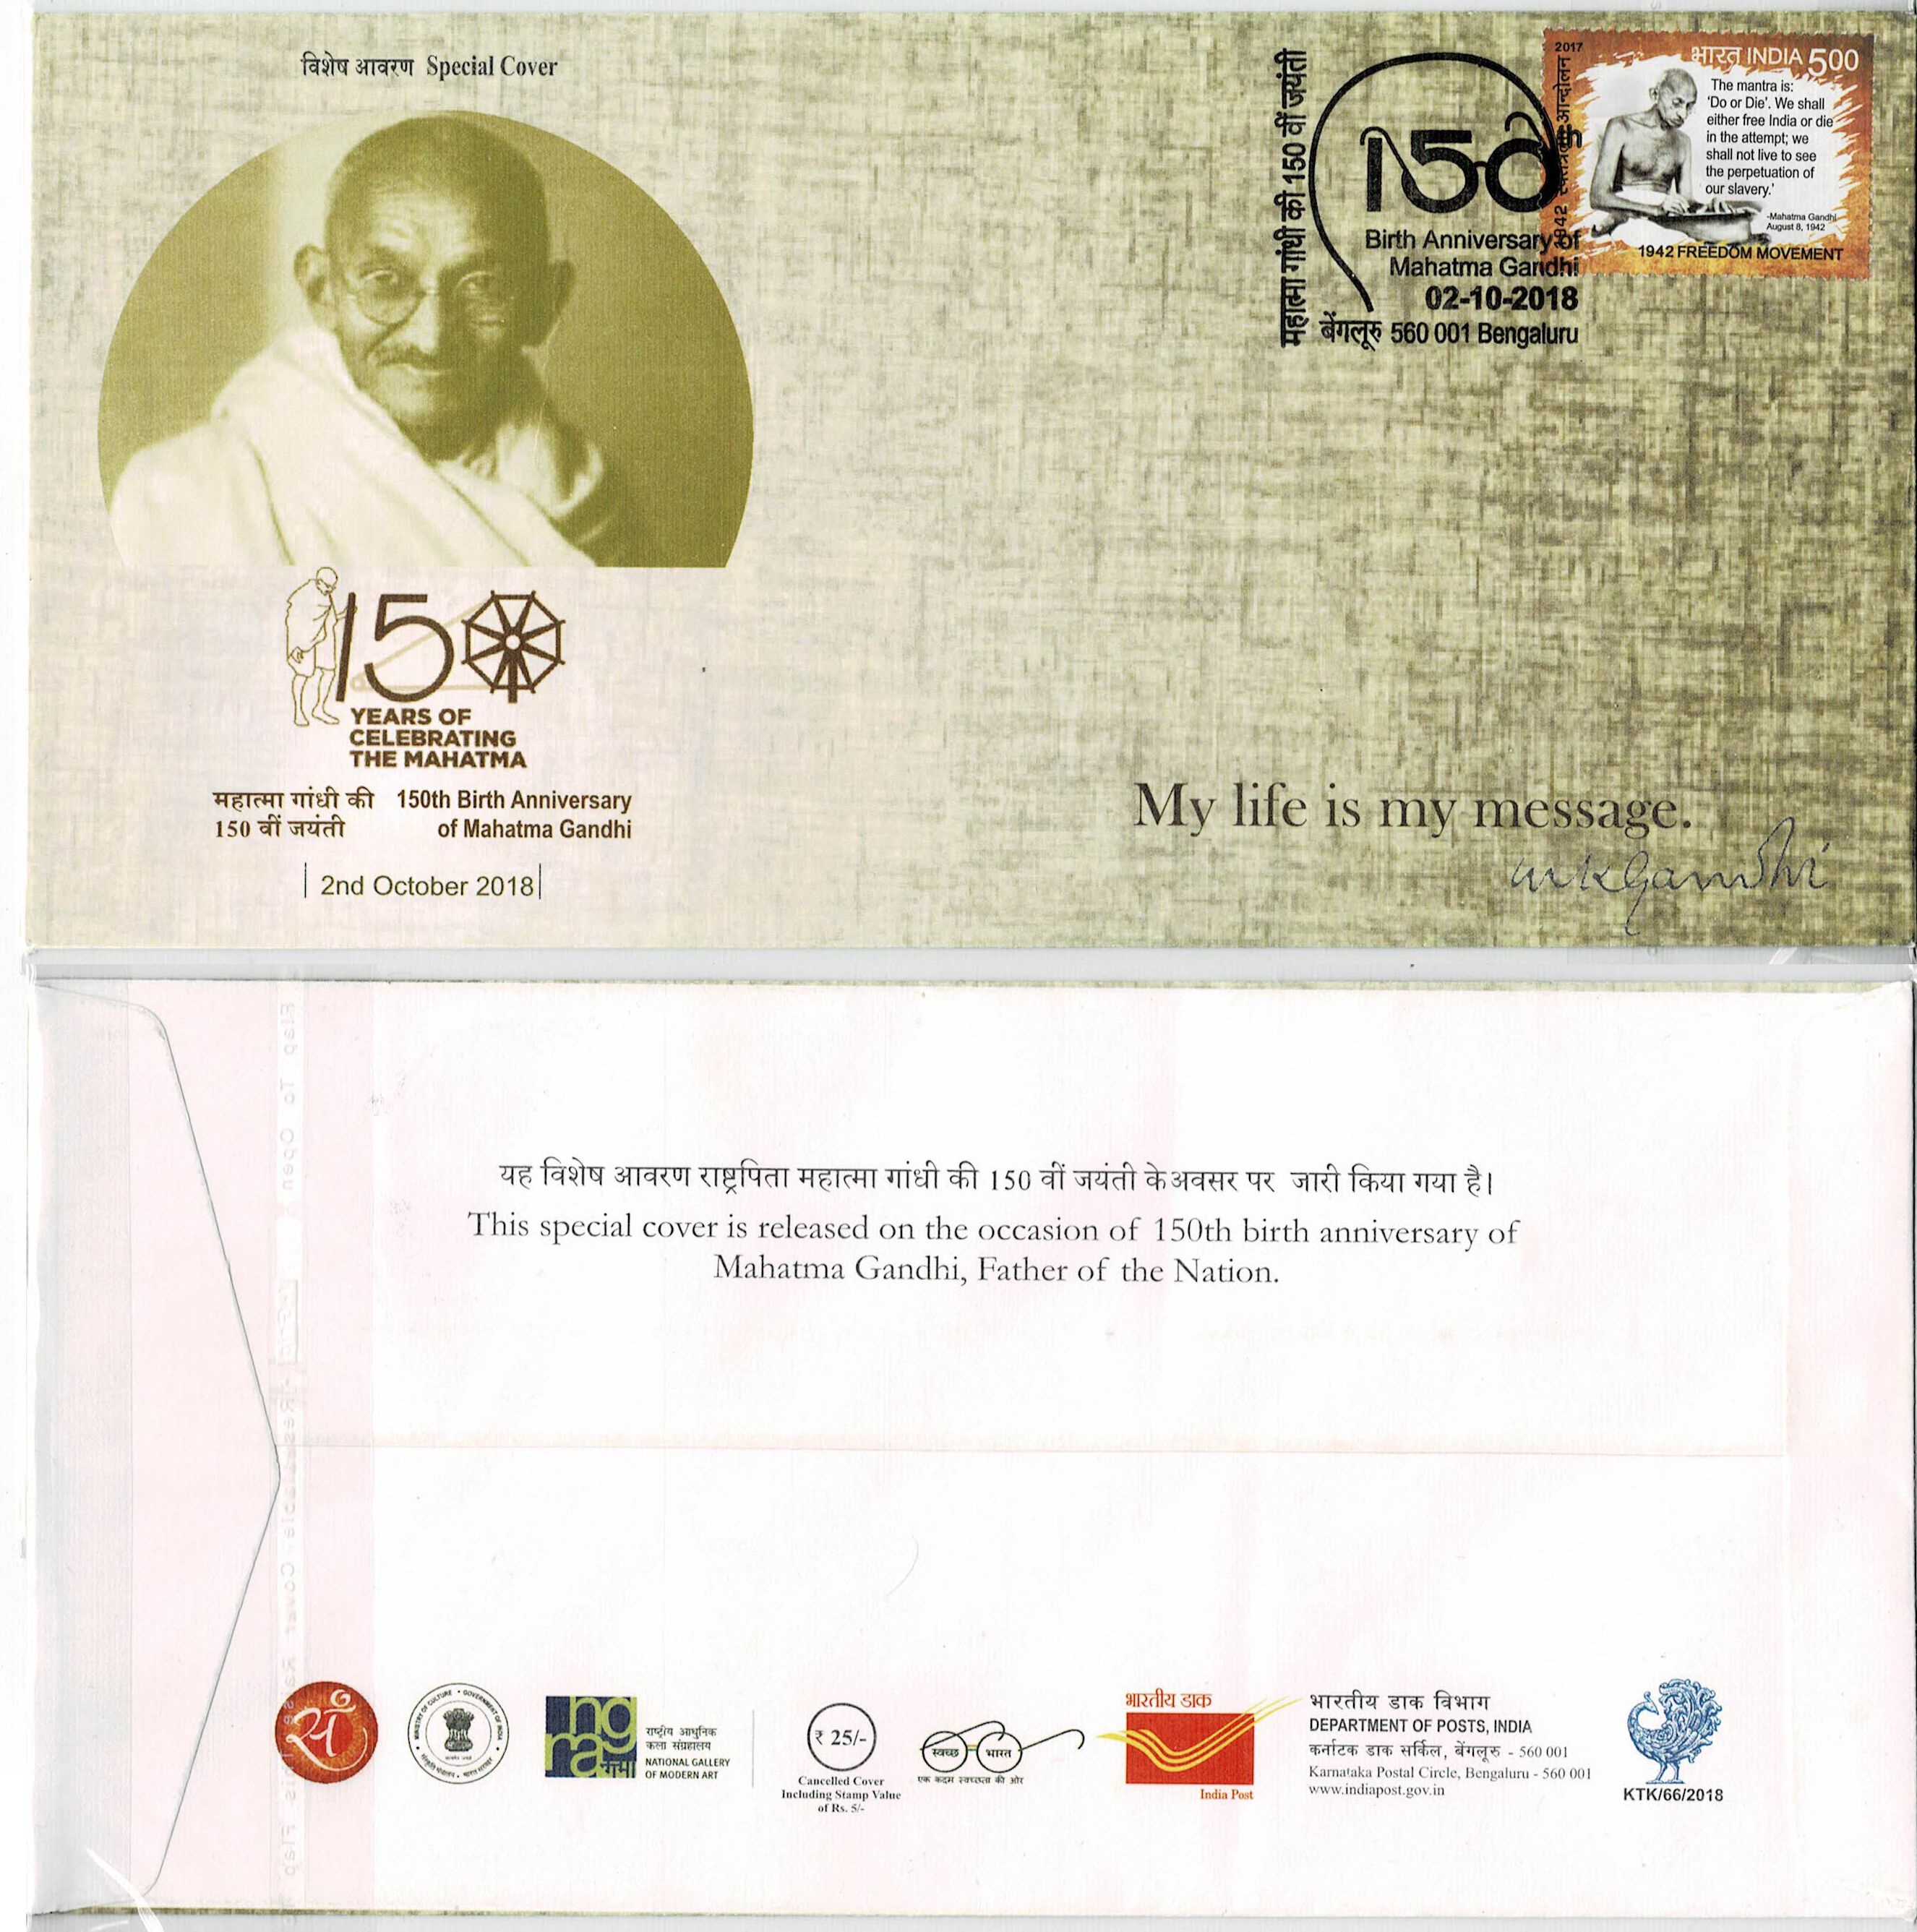 विशेष आवरण Special Cover
महात्मा गांधी की 150 वीं जयंती
150
Birth Anniversary of
Mahatma Gandhi
02-10-2018
बेंगलूरु 560 001 Bengaluru
2017
भारत INDIA 500
The mantra is:
'Do or Die'. We shall
either free India or die
in the attempt; we
shall not live to see
the perpetuation of
our slavery.'
-Mahatma Gandhi
August 8, 1942
1942 FREEDOM MOVEMENT
1942 स्वतंत्रता आन्दोलन
150
YEARS OF
CELEBRATING
THE MAHATMA
महात्मा गांधी की 150th Birth Anniversary
150 वीं जयंती of Mahatma Gandhi
2nd October 2018
My life is my message.
mkgandhi
यह विशेष आवरण राष्ट्रपिता महात्मा गांधी की 150 वीं जयंती के अवसर पर जारी किया गया है।
This special cover is released on the occasion of 150th birth anniversary of
Mahatma Gandhi, Father of the Nation.
सं
MINISTRY OF CULTURE • GOVERNMENT OF INDIA
संस्कृति मंत्रालय • भारत सरकार
ngma
राष्ट्रीय आधुनिक
कला संग्रहालय
NATIONAL GALLERY
OF MODERN ART
₹ 25/-
Cancelled Cover
Including Stamp Value
of Rs. 5/-
स्वच्छ भारत
एक कदम स्वच्छता की ओर
भारतीय डाक
India Post
भारतीय डाक विभाग
DEPARTMENT OF POSTS, INDIA
कर्नाटक डाक सर्किल, बेंगलूरु - 560 001
Karnataka Postal Circle, Bengaluru - 560 001
www.indiapost.gov.in
KTK/66/2018